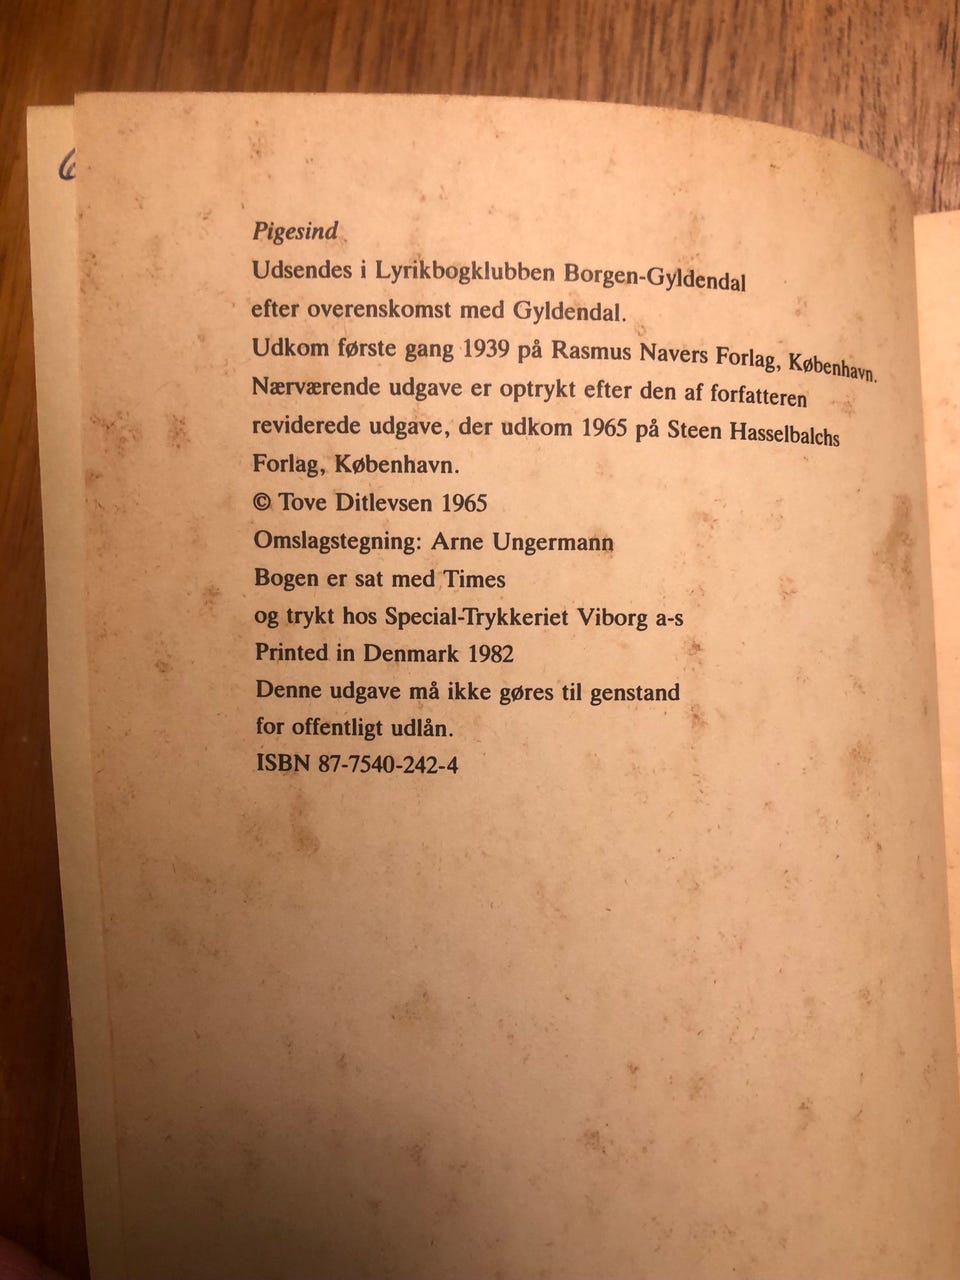 Pigesind
Udsendes i Lyrikbogklubben Borgen-Gyldendal
efter overenskomst med Gyldendal.
Udkom første gang 1939 på Rasmus Navers Forlag, København.
Nærværende udgave er optrykt efter den af forfatteren
reviderede udgave, der udkom 1965 på Steen Hasselbalchs
Forlag, København.
© Tove Ditlevsen 1965
Omslagstegning: Arne Ungermann
Bogen er sat med Times
og trykt hos Special-Trykkeriet Viborg a-s
Printed in Denmark 1982
Denne udgave må ikke gøres til genstand
for offentligt udlån.
ISBN 87-7540-242-4